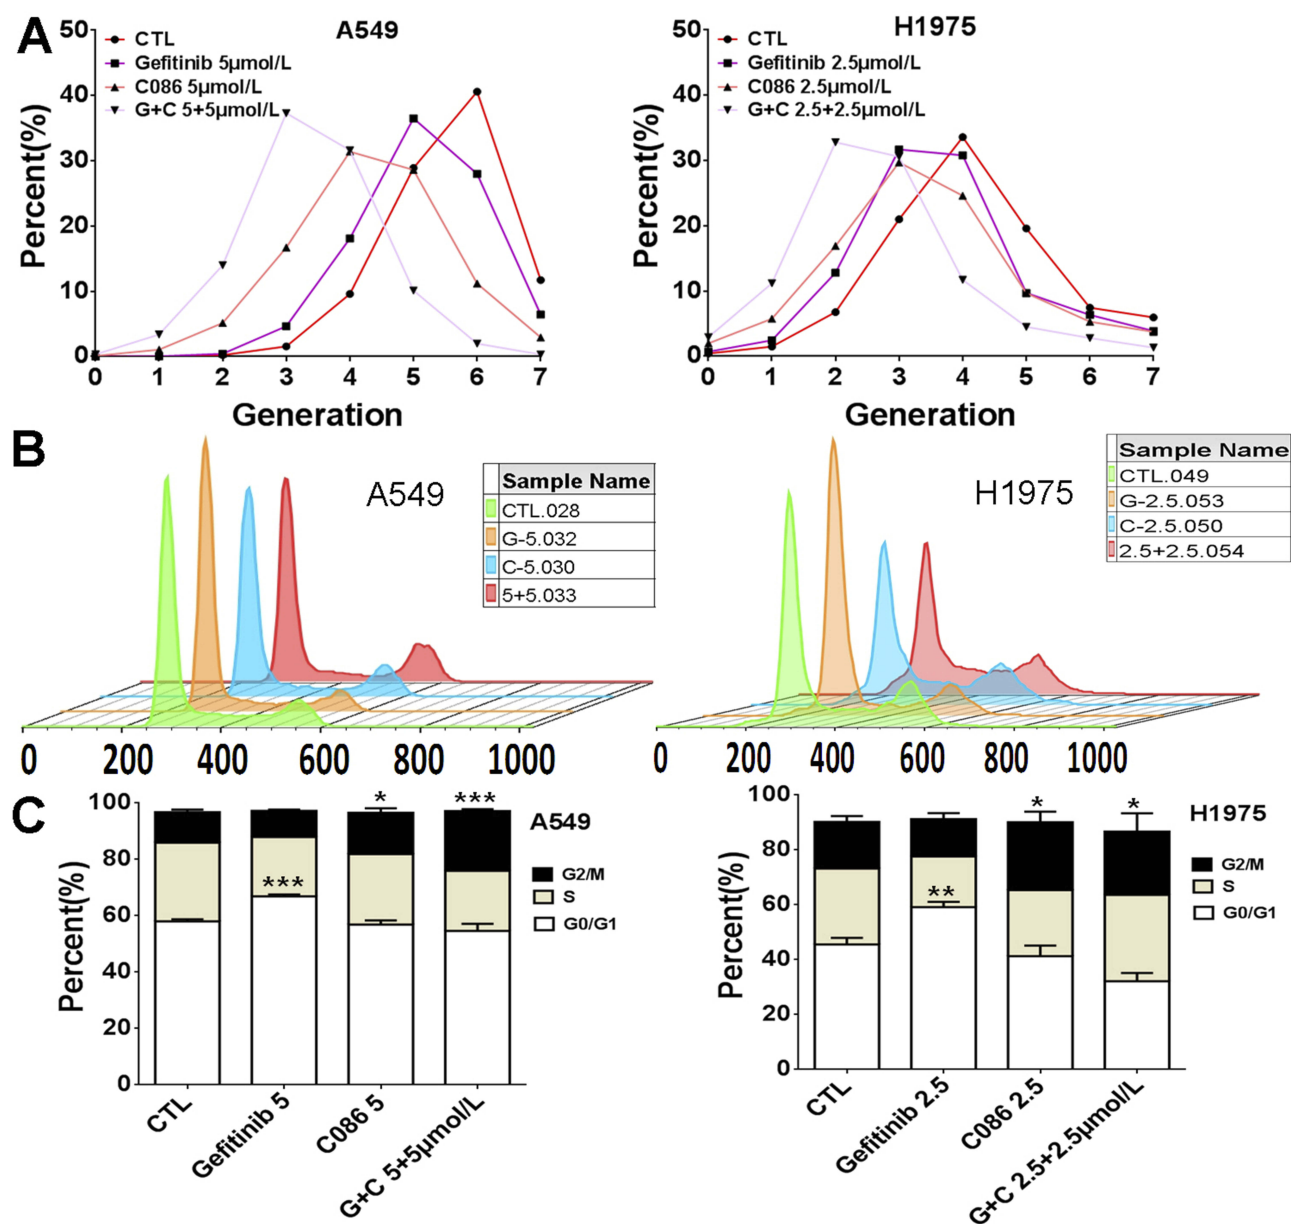 A
A549
CTL
Gefitinib 5μmol/L
C086 5μmol/L
G+C 5+5μmol/L
Percent(%)
50
40
30
20
10
0
0 1 2 3 4 5 6 7
Generation
H1975
CTL
Gefitinib 2.5μmol/L
C086 2.5μmol/L
G+C 2.5+2.5μmol/L
Percent(%)
50
40
30
20
10
0
0 1 2 3 4 5 6 7
Generation
B
A549
Sample Name
CTL.028
G-5.032
C-5.030
5+5.033
0 200 400 600 800 1000
H1975
Sample Name
CTL.049
G-2.5.053
C-2.5.050
2.5+2.5.054
0 200 400 600 800 1000
C
A549
Percent(%)
100
80
60
40
20
0
***
*
***
G2/M
S
G0/G1
CTL
Gefitinib 5
C086 5
G+C 5+5μmol/L
H1975
Percent(%)
100
80
60
40
20
0
**
*
*
G2/M
S
G0/G1
CTL
Gefitinib 2.5
C086 2.5
G+C 2.5+2.5μmol/L